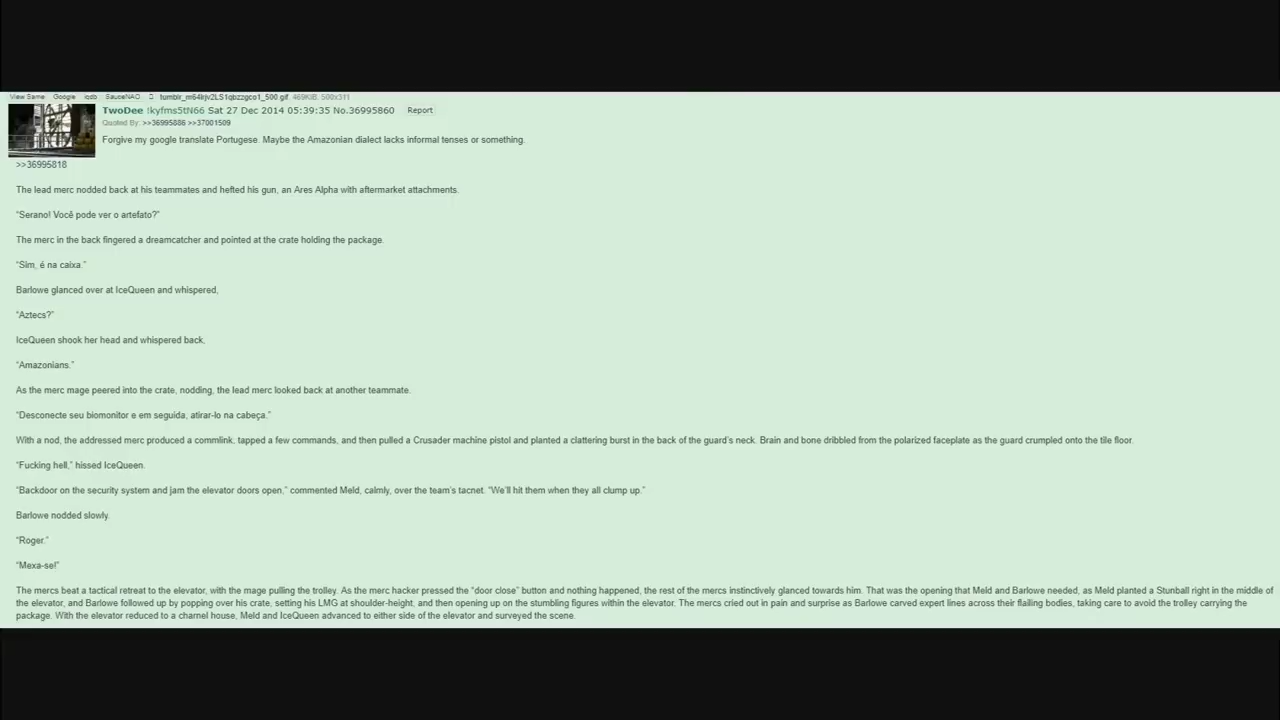 View Same Google iqdb SauceNAO tumblr_m64lrjv2LS1qbzzgco1_500.gif, 469KiB, 500x311
TwoDee !kyfms5tN66 Sat 27 Dec 2014 05:39:35 No.36995860 Report
Quoted By: >>36995886 >>37001509
Forgive my google translate Portugese. Maybe the Amazonian dialect lacks informal tenses or something.
>>36995818
The lead merc nodded back at his teammates and hefted his gun, an Ares Alpha with aftermarket attachments.
“Serano! Você pode ver o artefato?”
The merc in the back fingered a dreamcatcher and pointed at the crate holding the package.
“Sim, é na caixa.”
Barlowe glanced over at IceQueen and whispered,
“Aztecs?”
IceQueen shook her head and whispered back,
“Amazonians.”
As the merc mage peered into the crate, nodding, the lead merc looked back at another teammate.
“Desconecte seu biomonitor e em seguida, atirar-lo na cabeça.”
With a nod, the addressed merc produced a commlink, tapped a few commands, and then pulled a Crusader machine pistol and planted a clattering burst in the back of the guard’s neck. Brain and bone dribbled from the polarized faceplate as the guard crumpled onto the tile floor.
“Fucking hell,” hissed IceQueen.
“Backdoor on the security system and jam the elevator doors open,” commented Meld, calmly, over the team’s tacnet. “We’ll hit them when they all clump up.”
Barlowe nodded slowly.
“Roger.”
“Mexa-se!”
The mercs beat a tactical retreat to the elevator, with the mage pulling the trolley. As the merc hacker pressed the “door close” button and nothing happened, the rest of the mercs instinctively glanced towards him. That was the opening that Meld and Barlowe needed, as Meld planted a Stunball right in the middle of
the elevator, and Barlowe followed up by popping over his crate, setting his LMG at shoulder-height, and then opening up on the stumbling figures within the elevator. The mercs cried out in pain and surprise as Barlowe carved expert lines across their flailing bodies, taking care to avoid the trolley carrying the
package. With the elevator reduced to a charnel house, Meld and IceQueen advanced to either side of the elevator and surveyed the scene.